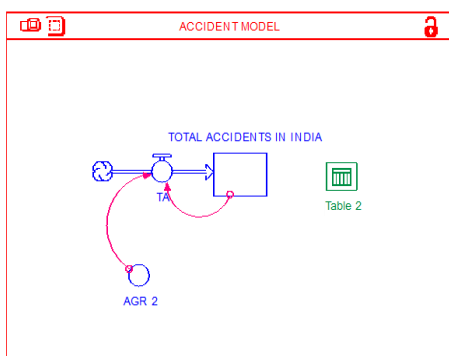 ACCIDENT MODEL
TOTAL ACCIDENTS IN INDIA
TA
Table 2
AGR 2